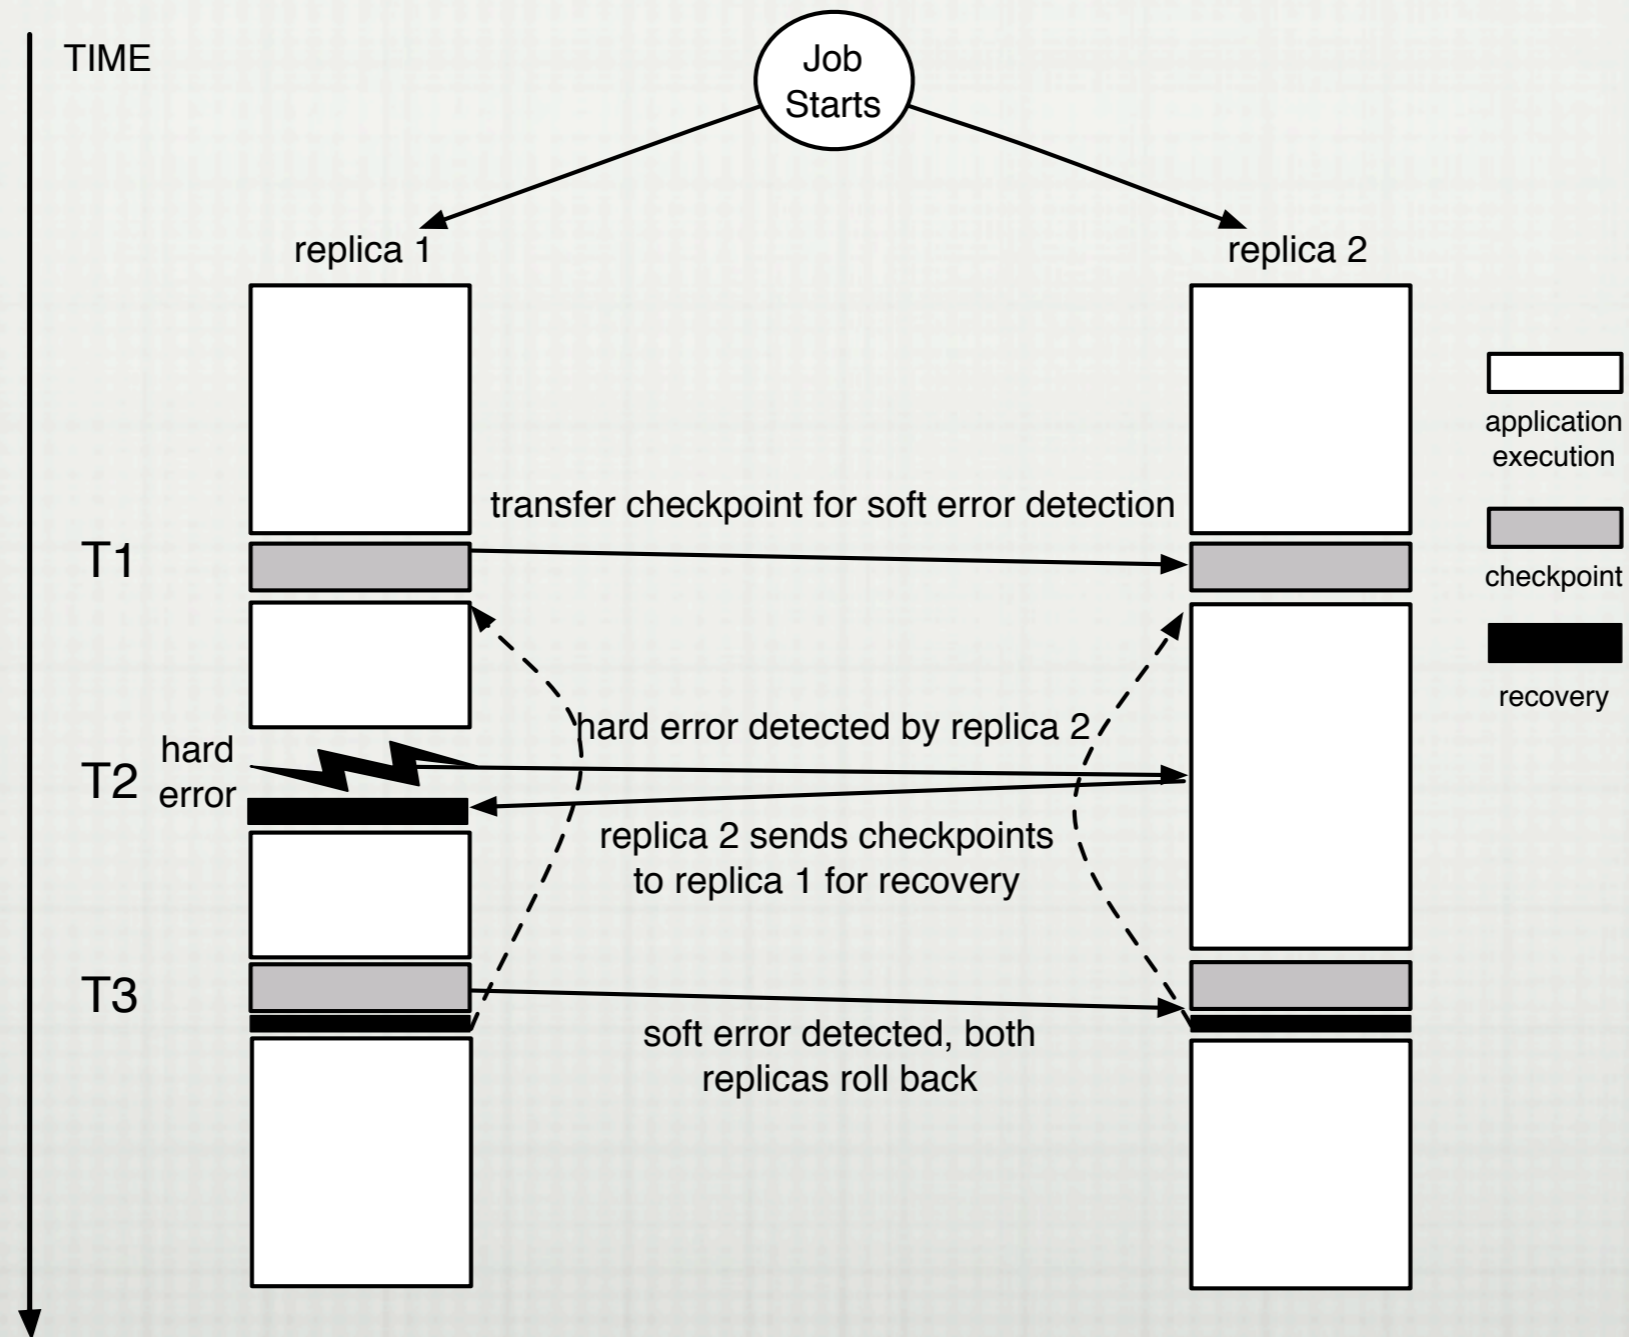 TIME
Job
Starts
replica 1
replica 2
application
execution
transfer checkpoint for soft error detection
T1
checkpoint
recovery
hard error detected by replica 2
hard
error
T2
replica 2 sends checkpoints
to replica 1 for recovery
T3
soft error detected, both
replicas roll back